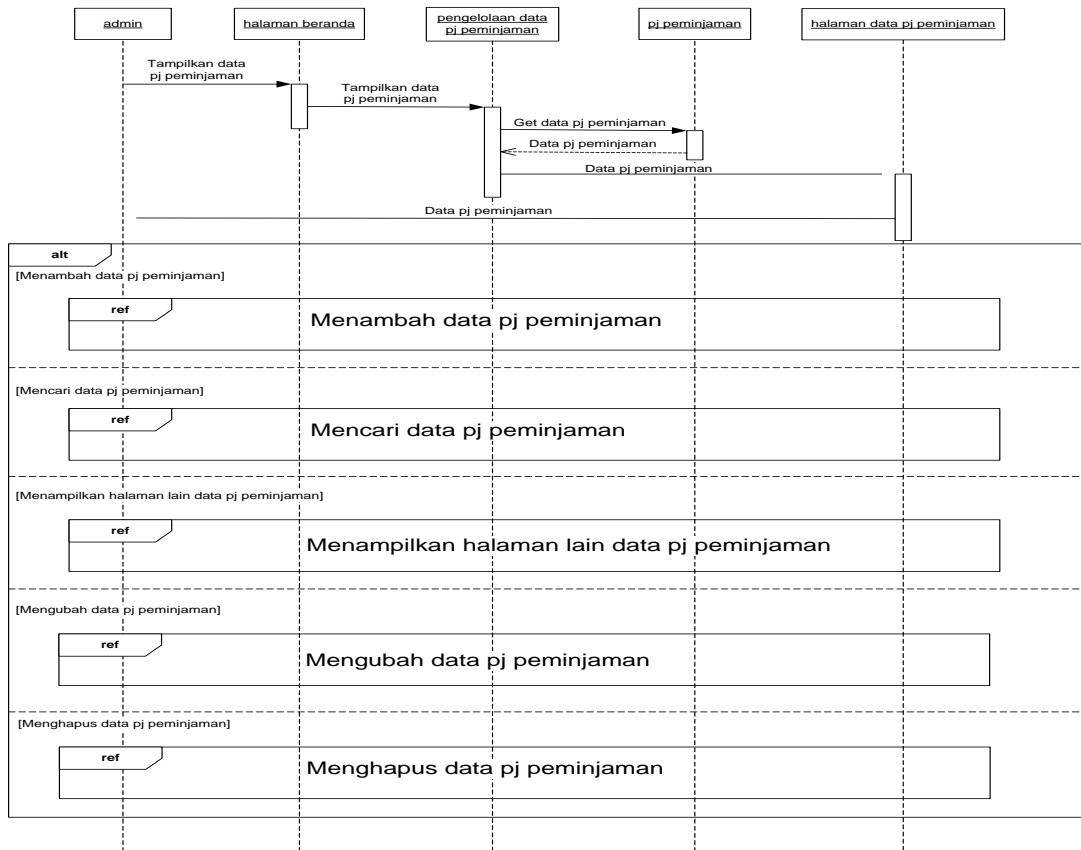 admin
halaman beranda
pengelolaan data
pj peminjaman
pj peminjaman
halaman data pj peminjaman
Tampilkan data
pj peminjaman
Tampilkan data
pj peminjaman
Get data pj peminjaman
Data pj peminjaman
Data pj peminjaman
Data pj peminjaman
alt
[Menambah data pj peminjaman]
ref
Menambah data pj peminjaman
[Mencari data pj peminjaman]
ref
Mencari data pj peminjaman
[Menampilkan halaman lain data pj peminjaman]
ref
Menampilkan halaman lain data pj peminjaman
[Mengubah data pj peminjaman]
ref
Mengubah data pj peminjaman
[Menghapus data pj peminjaman]
ref
Menghapus data pj peminjaman